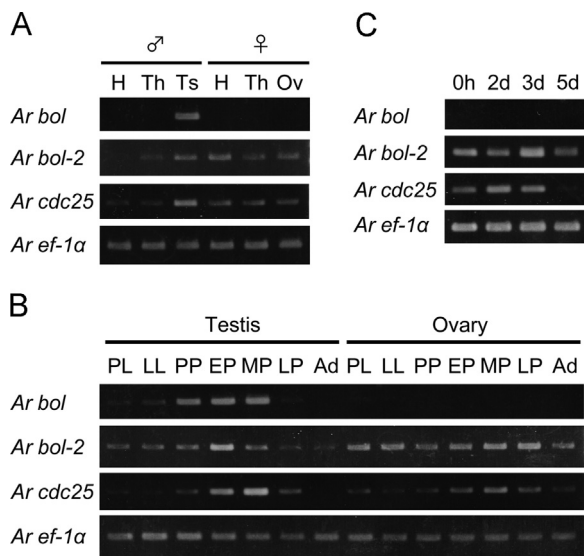 A
♂ ♀
H Th Ts H Th Ov
Ar bol
Ar bol-2
Ar cdc25
Ar ef-1α
C
0h 2d 3d 5d
Ar bol
Ar bol-2
Ar cdc25
Ar ef-1α
B
Testis Ovary
PL LL PP EP MP LP Ad PL LL PP EP MP LP Ad
Ar bol
Ar bol-2
Ar cdc25
Ar ef-1α